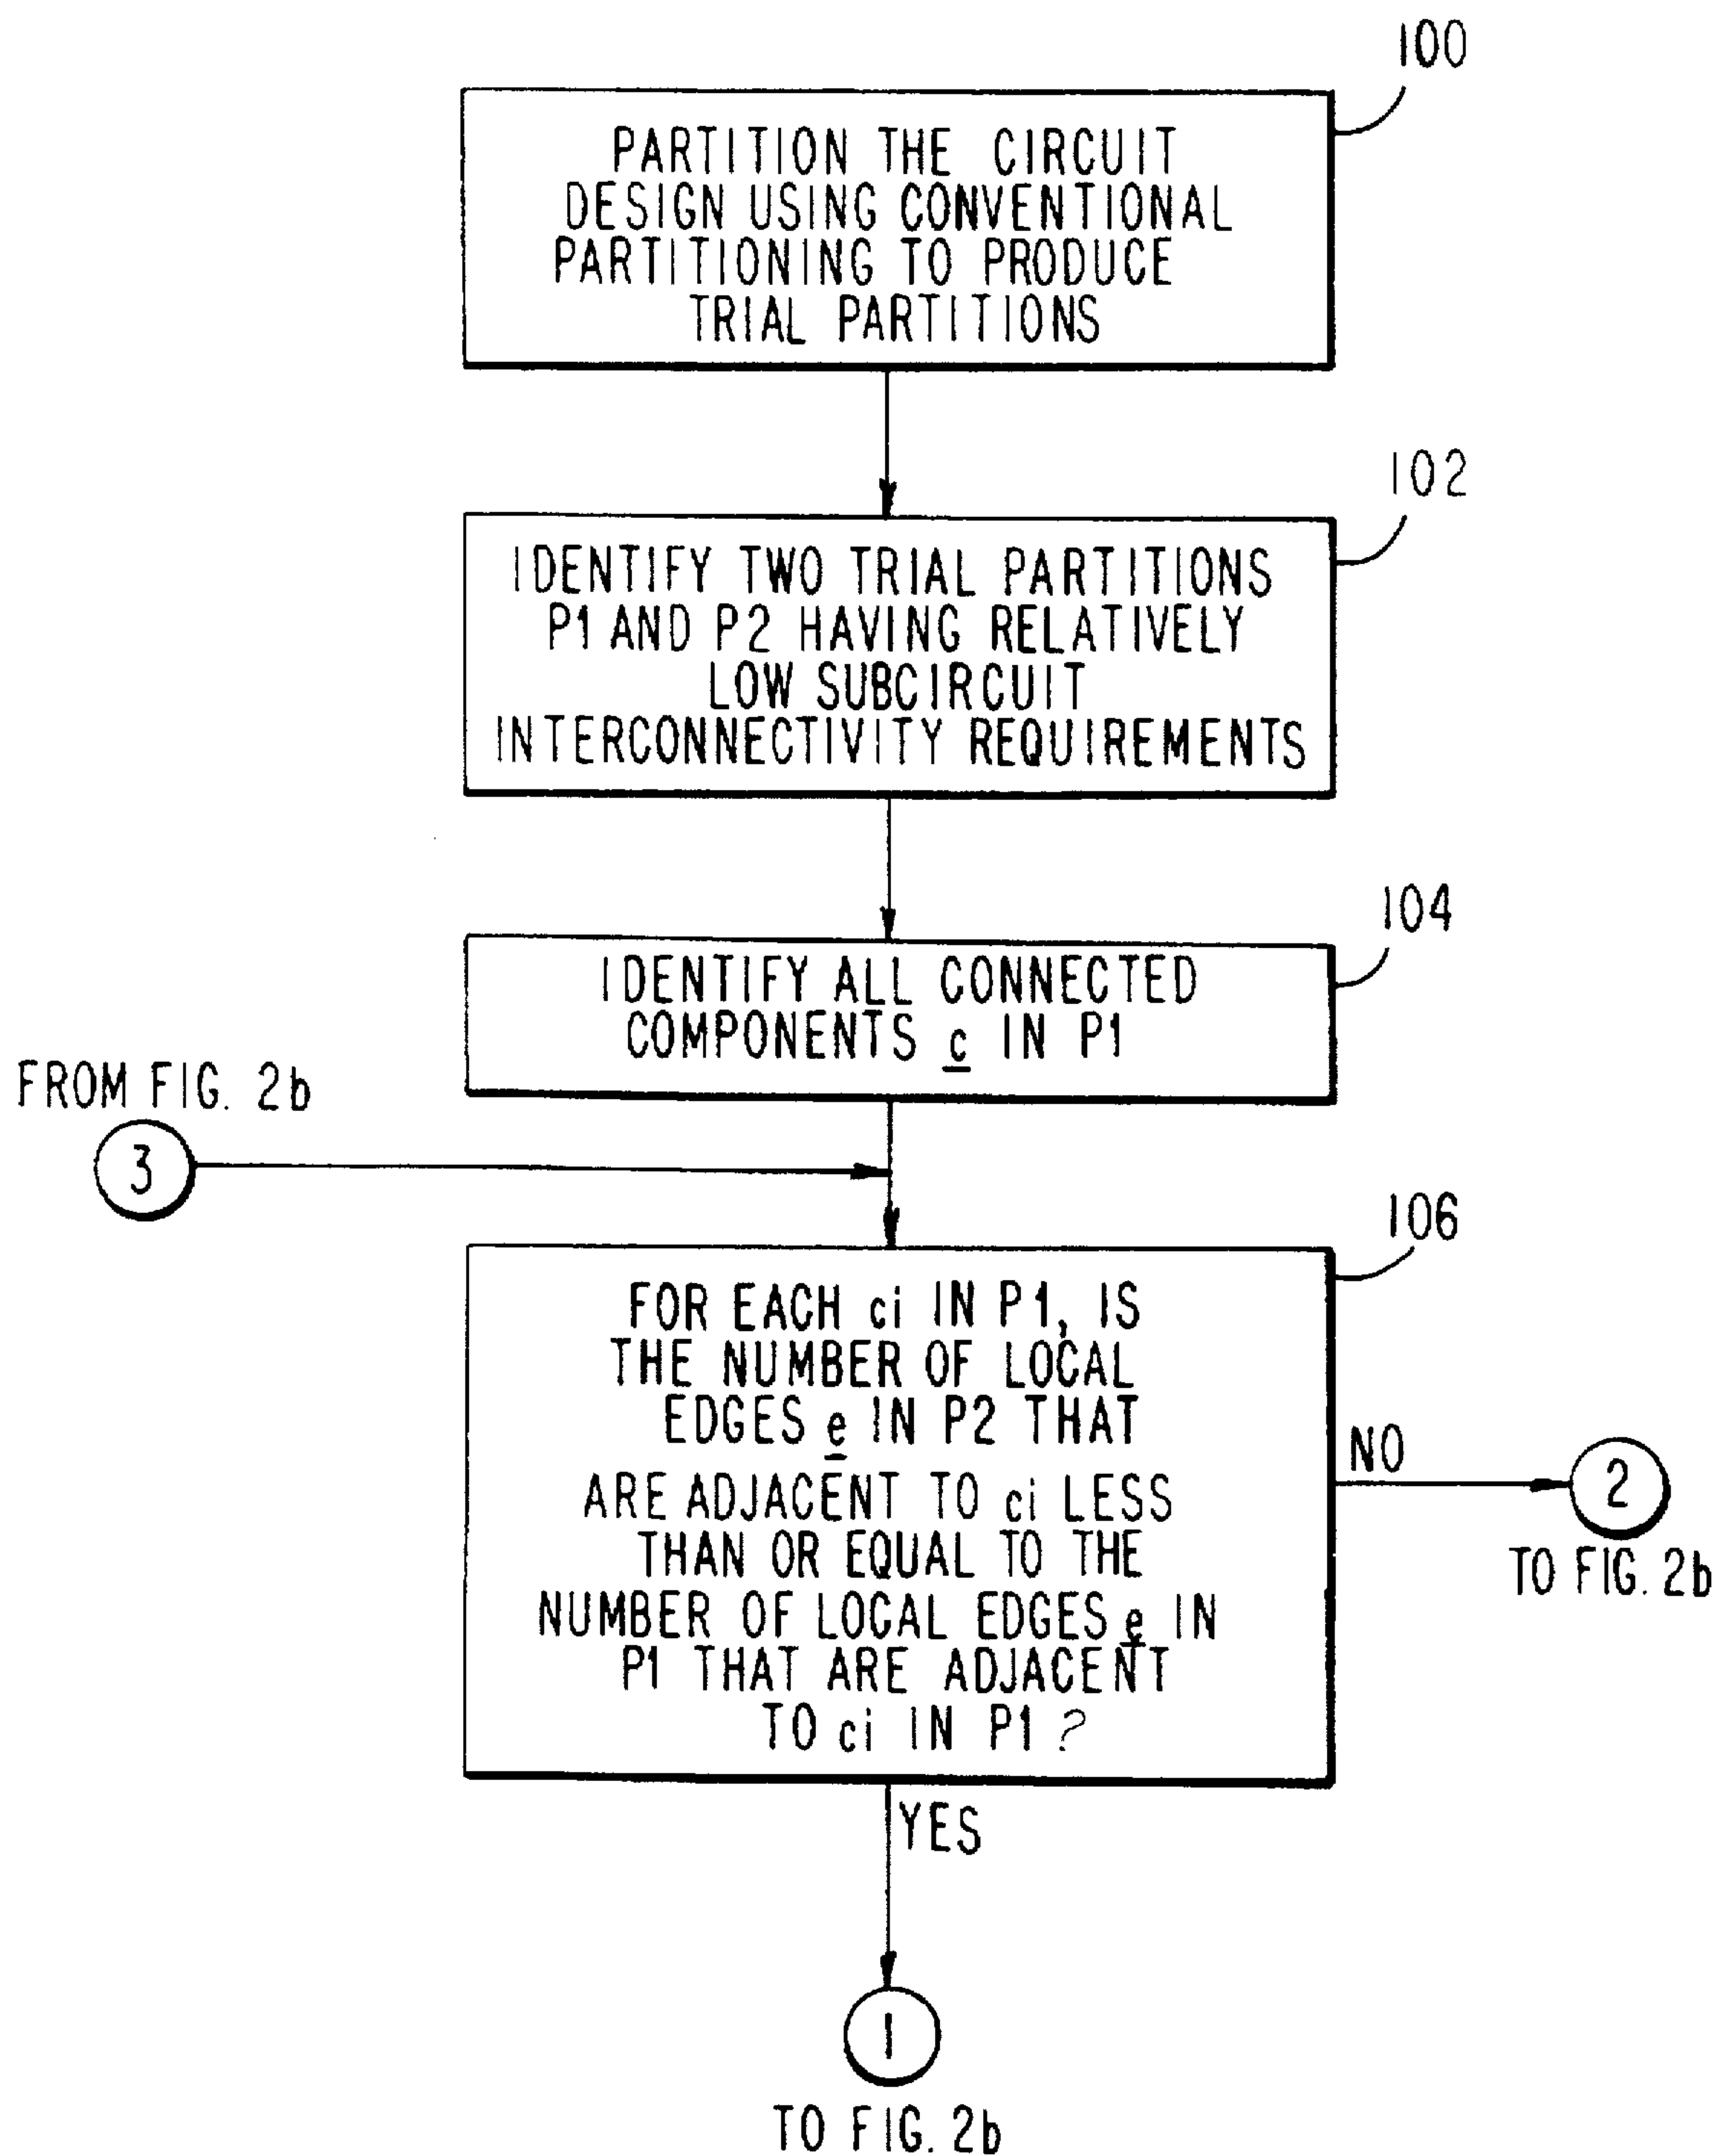 100
PARTITION THE CIRCUIT
DESIGN USING CONVENTIONAL
PARTITIONING TO PRODUCE
TRIAL PARTITIONS
102
IDENTIFY TWO TRIAL PARTITIONS
P1 AND P2 HAVING RELATIVELY
LOW SUBCIRCUIT
INTERCONNECTIVITY REQUIREMENTS
104
IDENTIFY ALL CONNECTED
COMPONENTS c IN P1
FROM FIG. 2b
3
106
FOR EACH ci IN P1, IS
THE NUMBER OF LOCAL
EDGES e IN P2 THAT
ARE ADJACENT TO ci LESS
THAN OR EQUAL TO THE
NUMBER OF LOCAL EDGES e IN
P1 THAT ARE ADJACENT
TO ci IN P1 ?
NO
2
TO FIG. 2b
YES
1
TO FIG. 2b